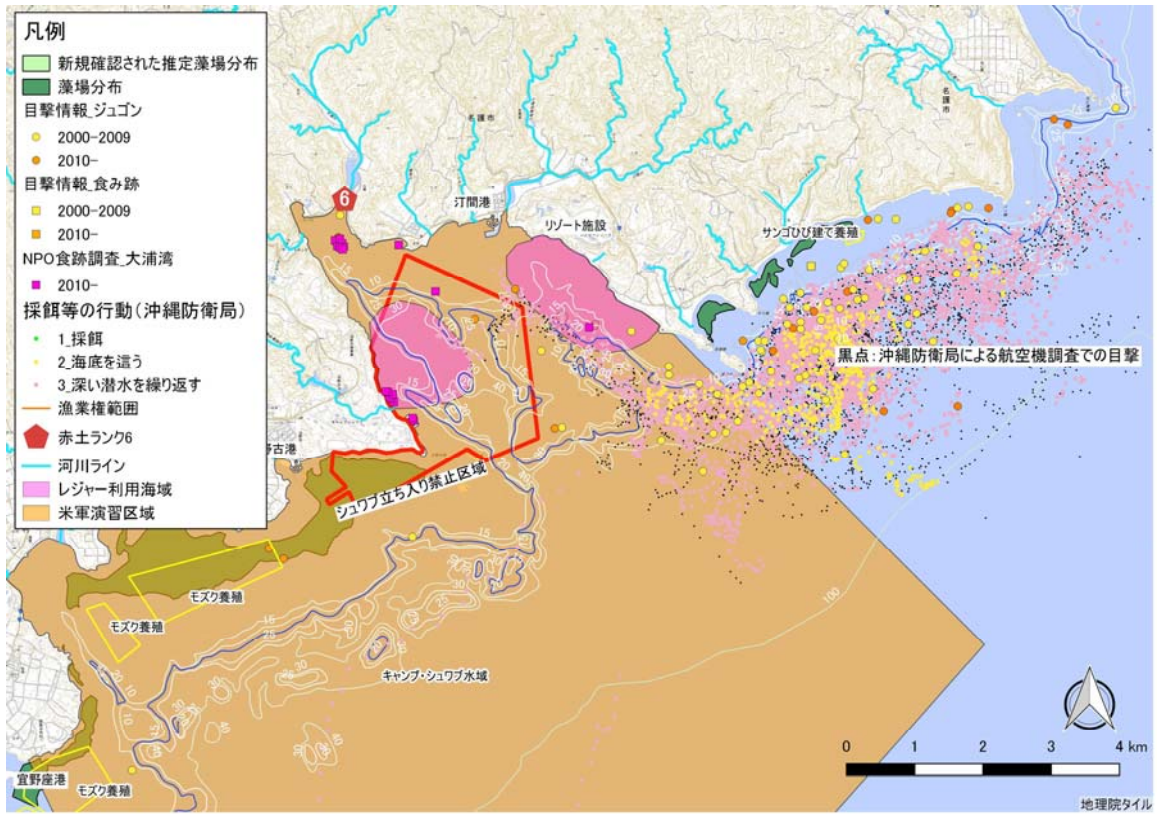 凡例
新規確認された推定藻場分布
藻場分布
目撃情報_ジュゴン
2000-2009
2010-
目撃情報_食み跡
2000-2009
2010-
NPO食跡調査_大浦湾
2010-
採餌等の行動(沖縄防衛局)
1_採餌
2_海底を這う
3_深い潜水を繰り返す
漁業権範囲
赤土ランク6
河川ライン
レジャー利用海域
米軍演習区域
6
名護市
名護市
汀間港
リゾート施設
サンゴひび建て養殖
黒点:沖縄防衛局による航空機調査での目撃
野古港
シュワブ立ち入り禁止区域
モズク養殖
モズク養殖
キャンプ・シュワブ水域
100
宜野座港
モズク養殖
0 1 2 3 4 km
地理院タイル